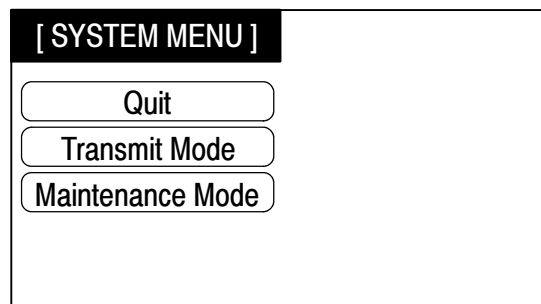 [ SYSTEM MENU ]
Quit
Transmit Mode
Maintenance Mode